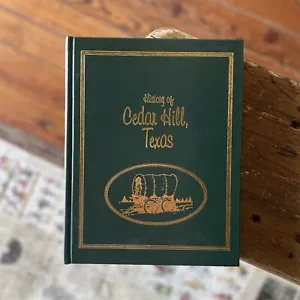 History of
Cedar Hill,
Texas